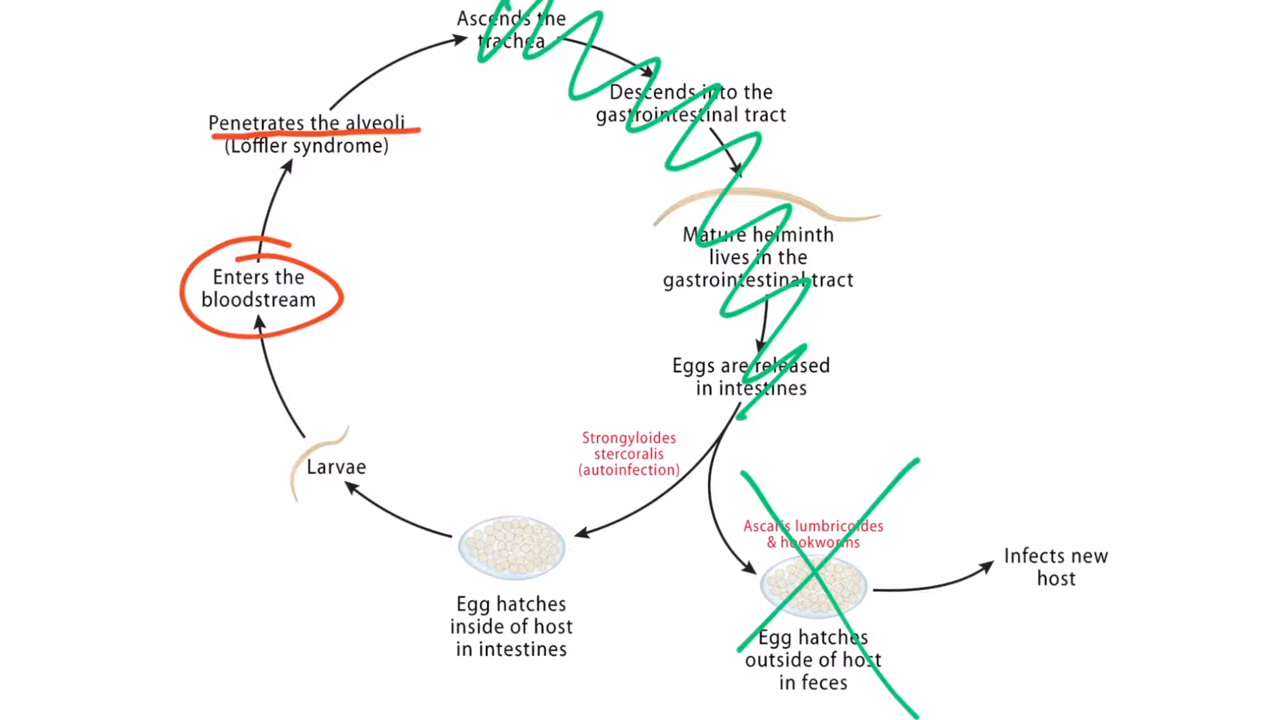 Ascends the
trachea
Descends into the
gastrointestinal tract
Penetrates the alveoli
(Löffler syndrome)
Mature helminth
lives in the
gastrointestinal tract
Enters the
bloodstream
Eggs are released
in intestines
Strongyloides
stercoralis
(autoinfection)
Larvae
Ascaris lumbricoides
& hookworms
Infects new
host
Egg hatches
inside of host
in intestines
Egg hatches
outside of host
in feces